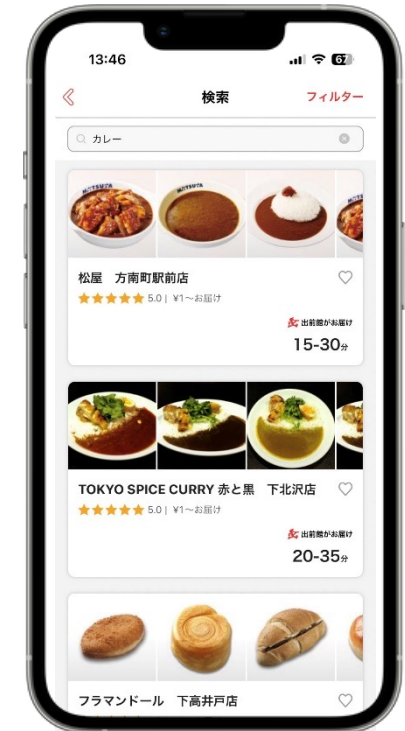 13:46
67
検索
フィルター
カレー
MATSUYA
MATSUYA
松屋　方南町駅前店
5.0 | ¥1～お届け
出前館がお届け
15-30分
TOKYO SPICE CURRY 赤と黒　下北沢店
5.0 | ¥1～お届け
出前館がお届け
20-35分
フラマンドール　下高井戸店